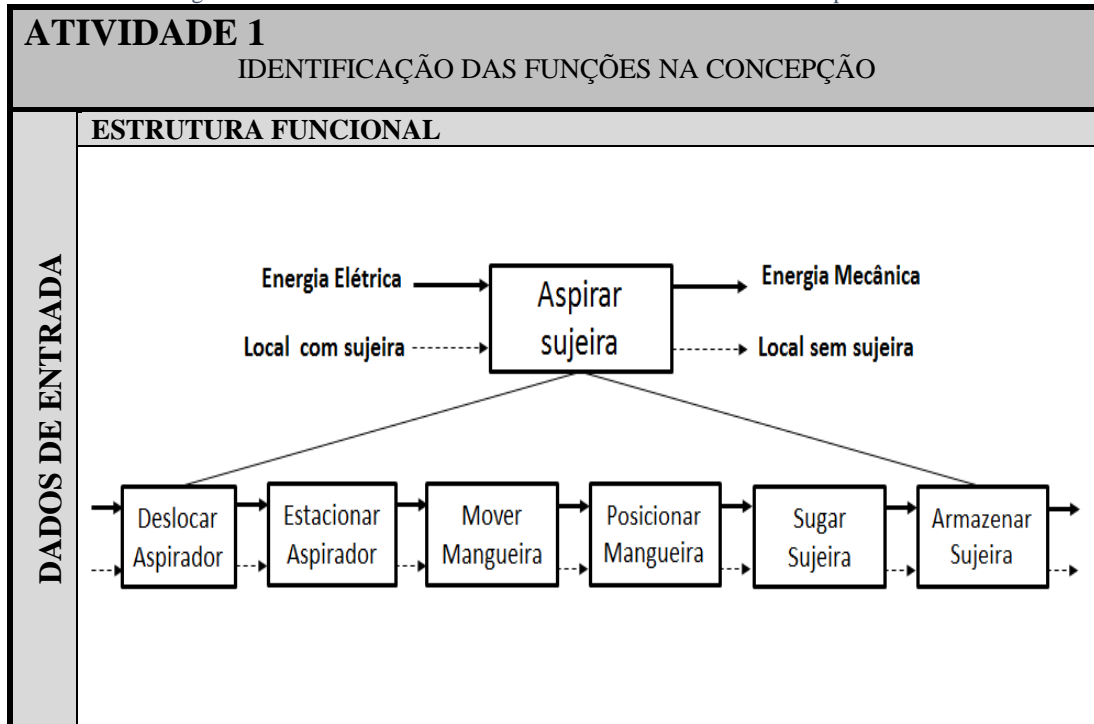 ATIVIDADE 1
IDENTIFICAÇÃO DAS FUNÇÕES NA CONCEPÇÃO
DADOS DE ENTRADA
ESTRUTURA FUNCIONAL
Energia Elétrica
Aspirar
sujeira
Energia Mecânica
Local com sujeira
Local sem sujeira
Deslocar
Aspirador
Estacionar
Aspirador
Mover
Mangueira
Posicionar
Mangueira
Sugar
Sujeira
Armazenar
Sujeira